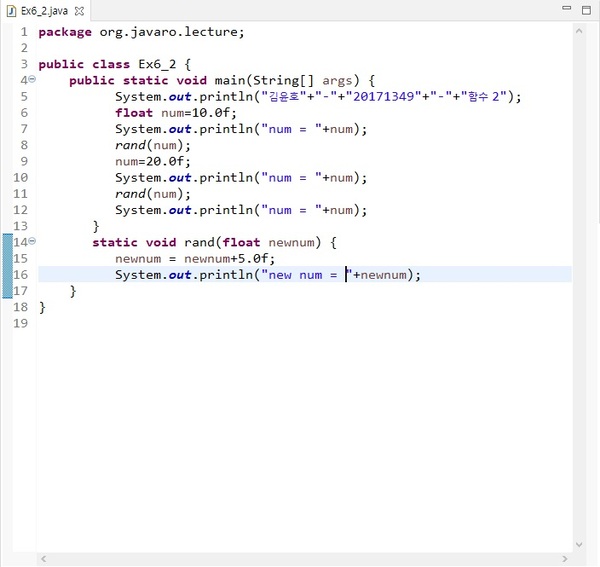 Ex6_2.java
1 package org.javaro.lecture;
2
3 public class Ex6_2 {
4 public static void main(String[] args) {
5 System.out.println("김윤호"+"-"+"20171349"+"-"+"함수 2");
6 float num=10.0f;
7 System.out.println("num = "+num);
8 rand(num);
9 num=20.0f;
10 System.out.println("num = "+num);
11 rand(num);
12 System.out.println("num = "+num);
13 }
14 static void rand(float newnum) {
15 newnum = newnum+5.0f;
16 System.out.println("new num = "+newnum);
17 }
18 }
19